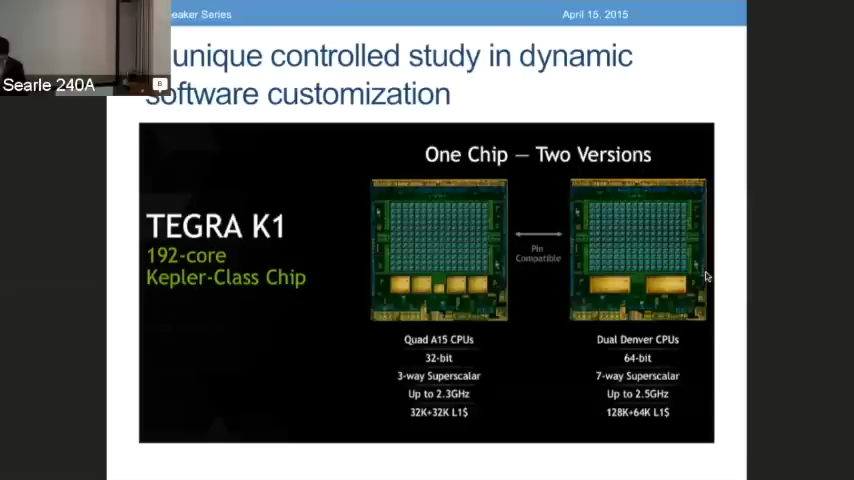 eaker Series
April 15, 2015
unique controlled study in dynamic
software customization
Searle 240A
One Chip — Two Versions
TEGRA K1
192-core
Kepler-Class Chip
Pin
Compatible
Quad A15 CPUs
32-bit
3-way Superscalar
Up to 2.3GHz
32K+32K L1$
Dual Denver CPUs
64-bit
7-way Superscalar
Up to 2.5GHz
128K+64K L1$